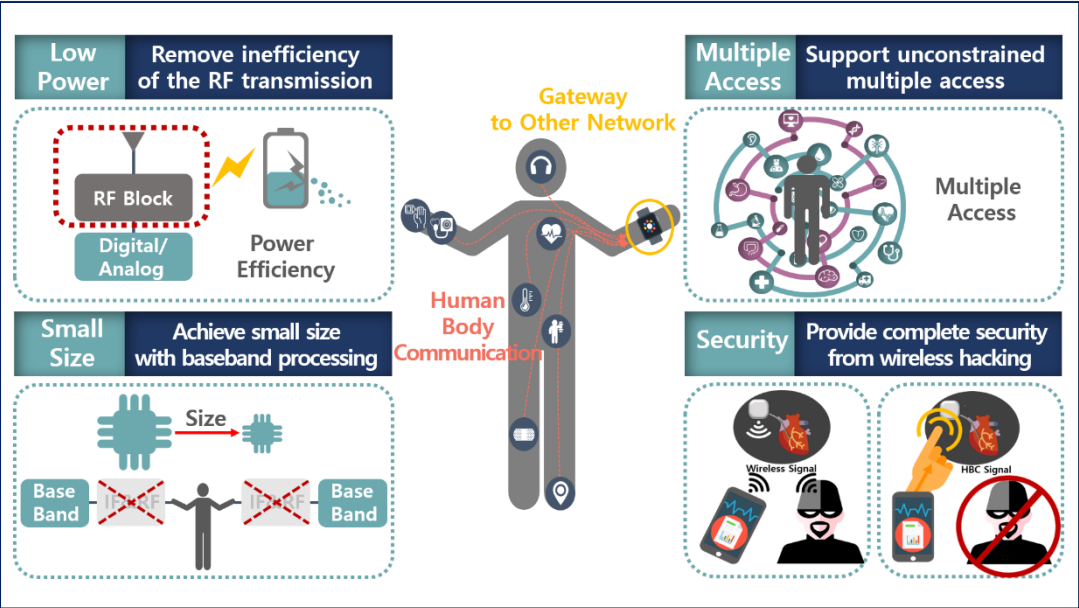 Low
Power
Remove inefficiency
of the RF transmission
RF Block
Digital/
Analog
Power
Efficiency
Small
Size
Achieve small size
with baseband processing
Size
Base
Band
IF&RF
IF&RF
Base
Band
Gateway
to Other Network
Human
Body
Communication
Multiple
Access
Support unconstrained
multiple access
Multiple
Access
Security
Provide complete security
from wireless hacking
Wireless Signal
HBC Signal